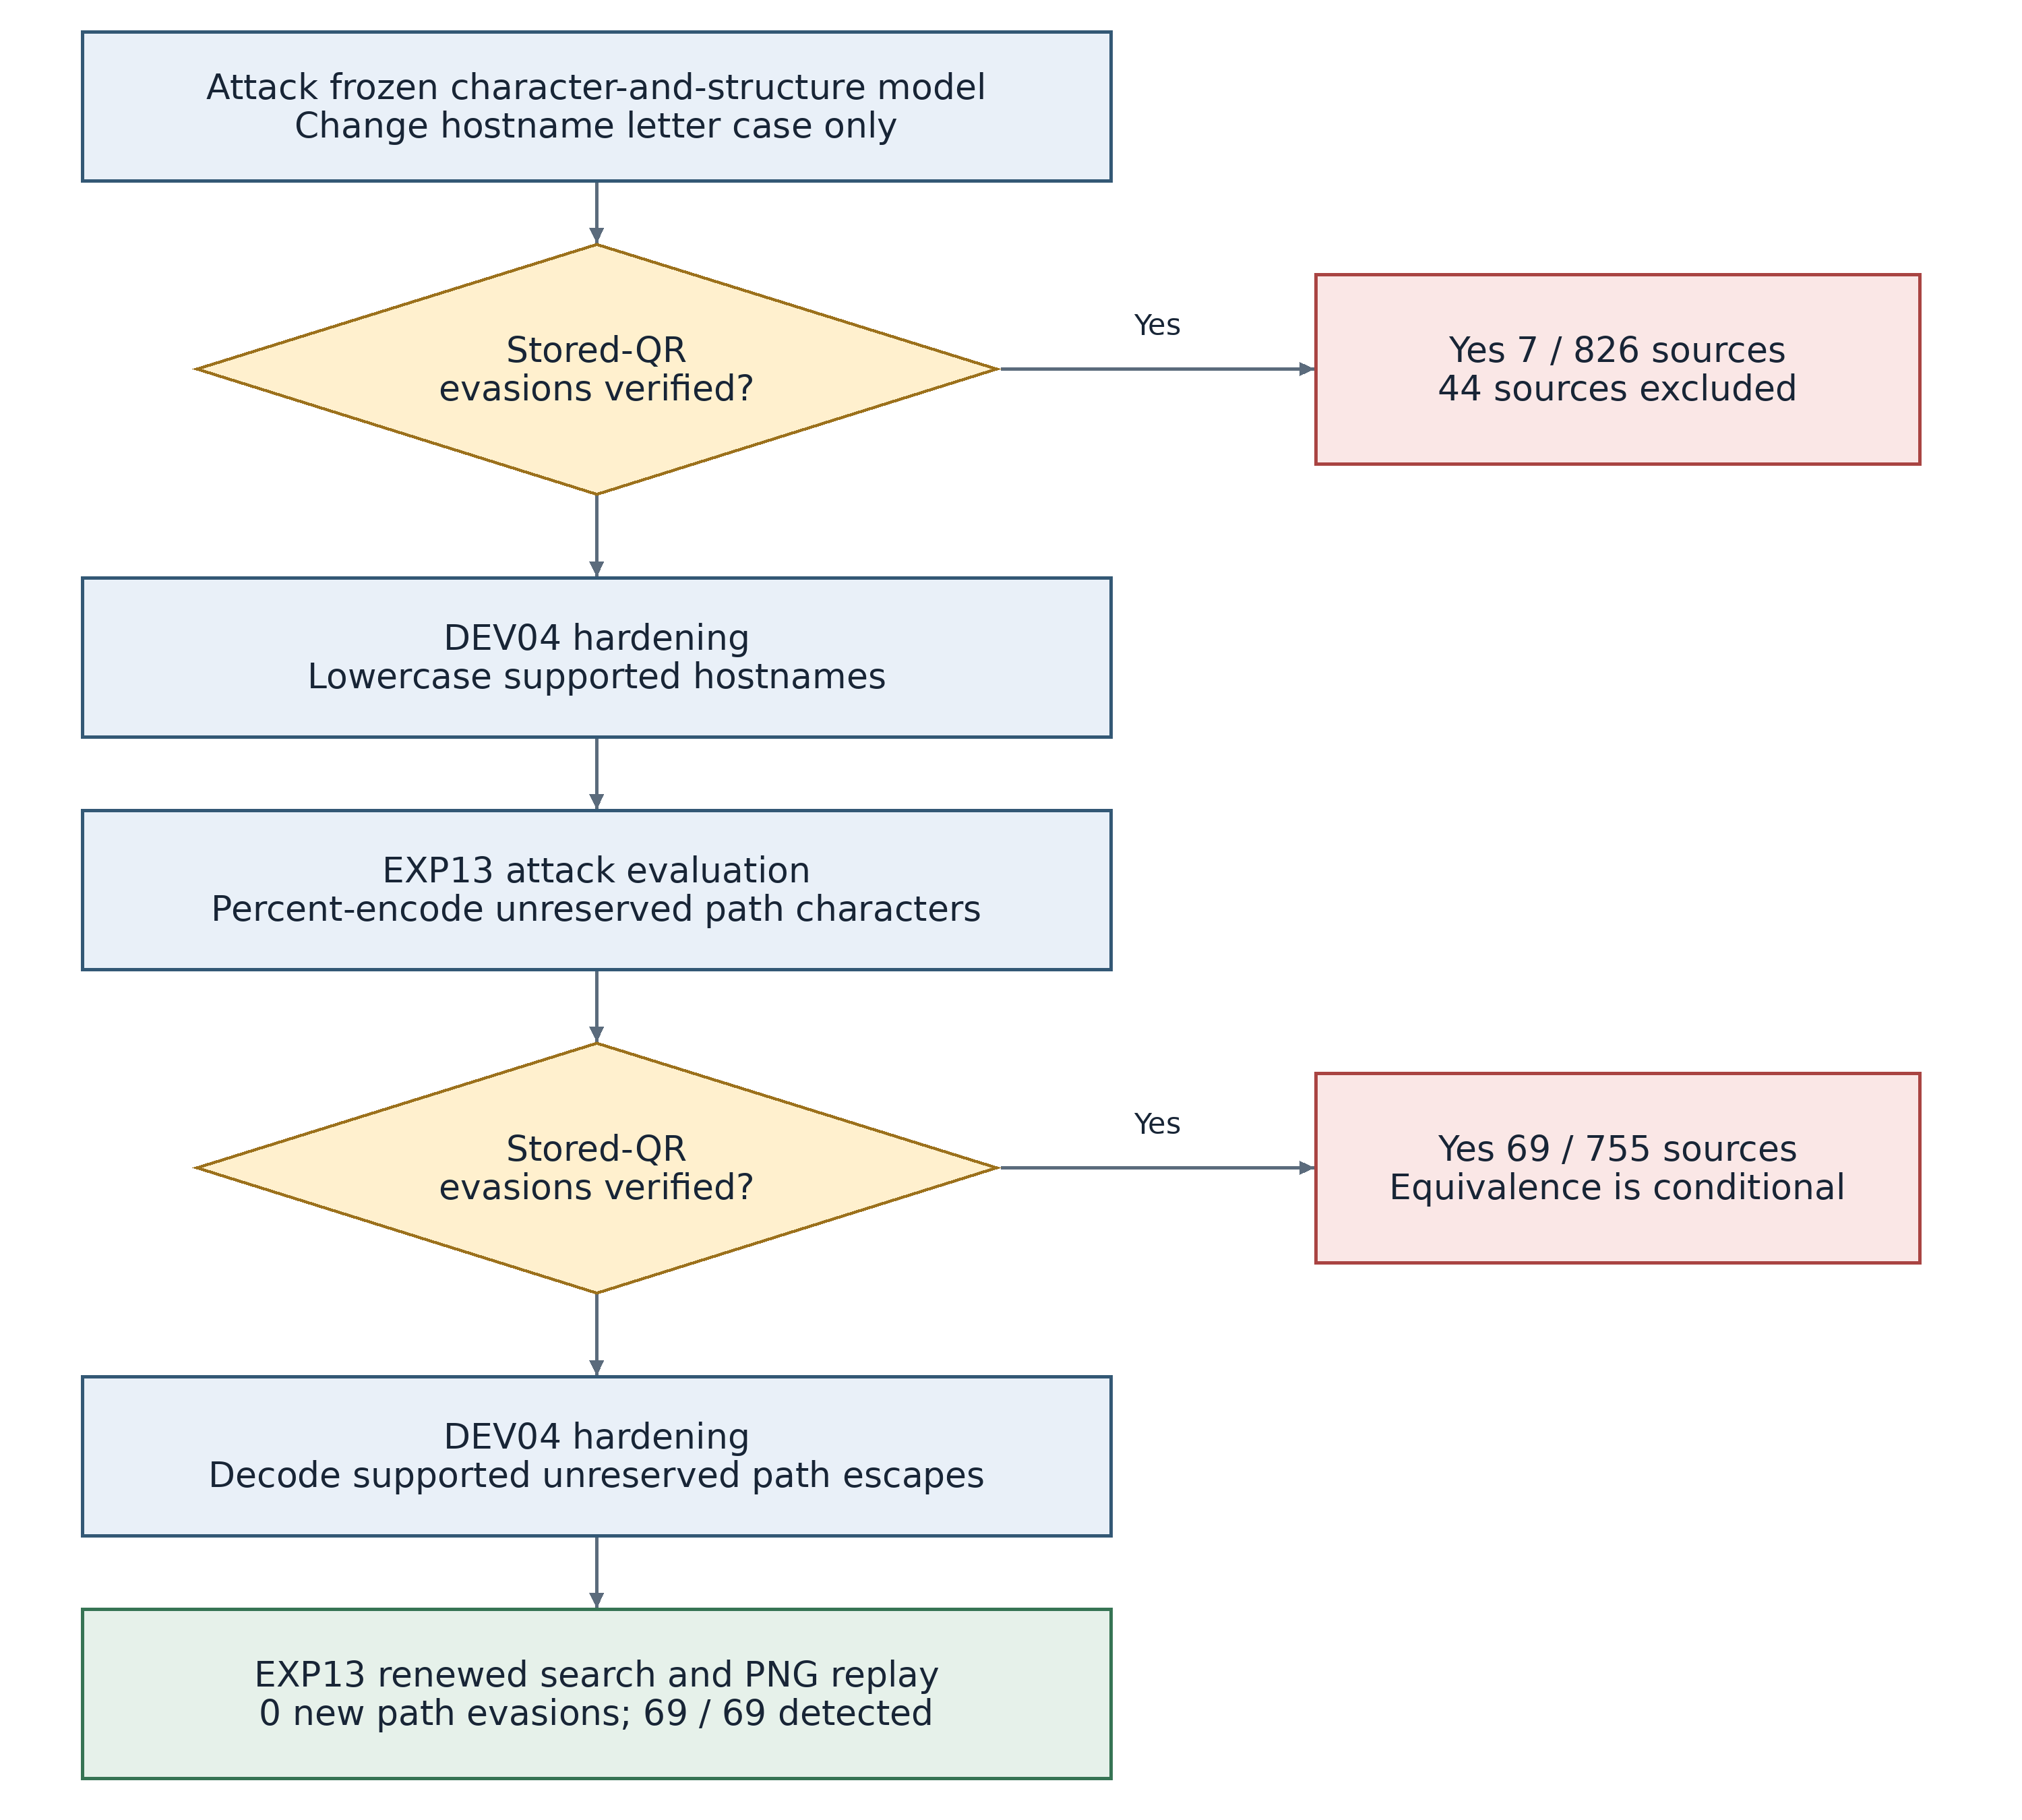 Attack frozen character-and-structure model
Change hostname letter case only
Stored-QR
evasions verified?
Yes
Yes 7 / 826 sources
44 sources excluded
DEV04 hardening
Lowercase supported hostnames
EXP13 attack evaluation
Percent-encode unreserved path characters
Stored-QR
evasions verified?
Yes
Yes 69 / 755 sources
Equivalence is conditional
DEV04 hardening
Decode supported unreserved path escapes
EXP13 renewed search and PNG replay
0 new path evasions; 69 / 69 detected